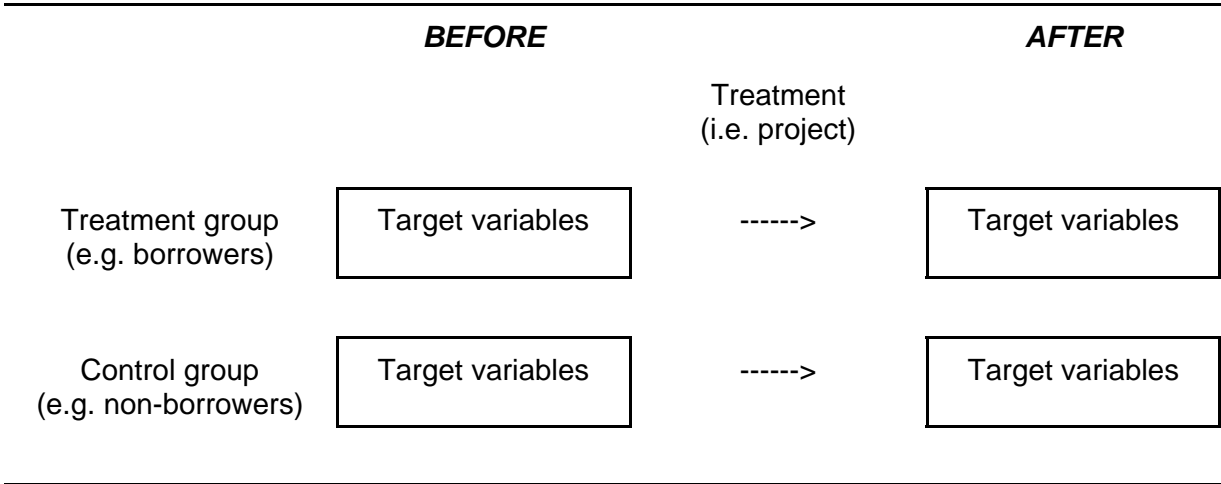 BEFORE AFTER
Treatment
(i.e. project)
Treatment group Target variables ------> Target variables
(e.g. borrowers)
Control group Target variables ------> Target variables
(e.g. non-borrowers)